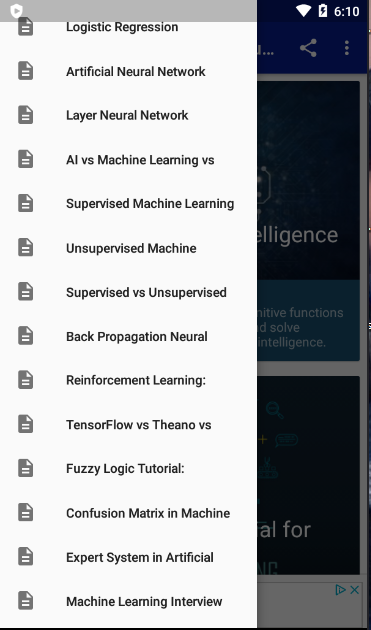 6:10
Logistic Regression
Artificial Neural Network
Layer Neural Network
AI vs Machine Learning vs
Supervised Machine Learning
Unsupervised Machine
Supervised vs Unsupervised
Back Propagation Neural
Reinforcement Learning:
TensorFlow vs Theano vs
Fuzzy Logic Tutorial:
Confusion Matrix in Machine
Expert System in Artificial
Machine Learning Interview
elligence
nitive functions
d solve
intelligence.
al for